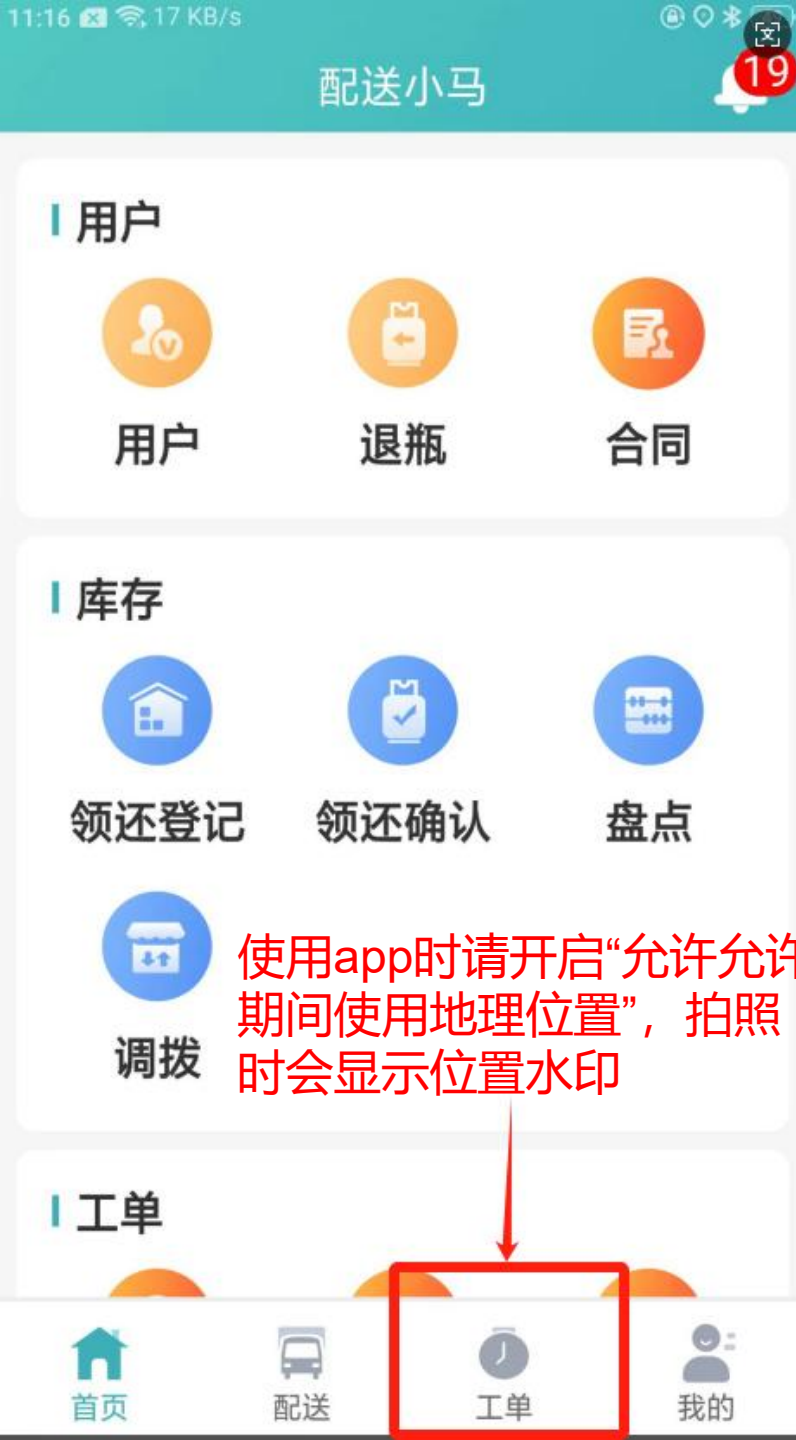 11:16 17 KB/s
配送小马
19
用户
用户 退瓶 合同
库存
领还登记 领还确认 盘点
调拨
使用app时请开启“允许允许
期间使用地理位置”，拍照
时会显示位置水印
工单
首页 配送 工单 我的